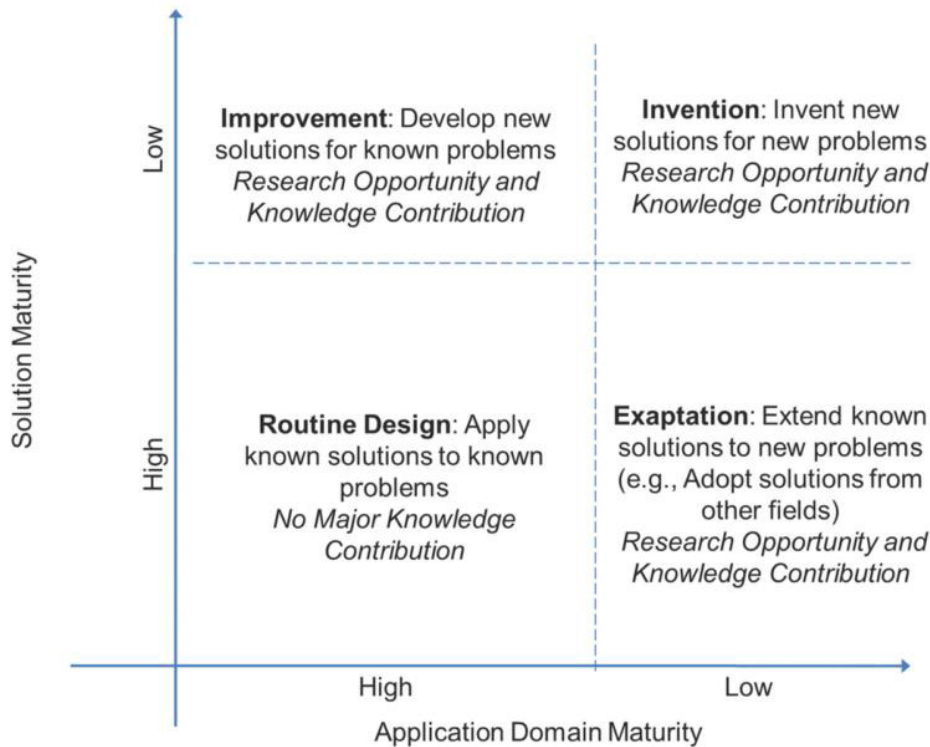 Improvement: Develop new
solutions for known problems
Research Opportunity and
Knowledge Contribution
Invention: Invent new
solutions for new problems
Research Opportunity and
Knowledge Contribution
Low
Solution Maturity
High
Routine Design: Apply
known solutions to known
problems
No Major Knowledge
Contribution
Exaptation: Extend known
solutions to new problems
(e.g., Adopt solutions from
other fields)
Research Opportunity and
Knowledge Contribution
High
Low
Application Domain Maturity